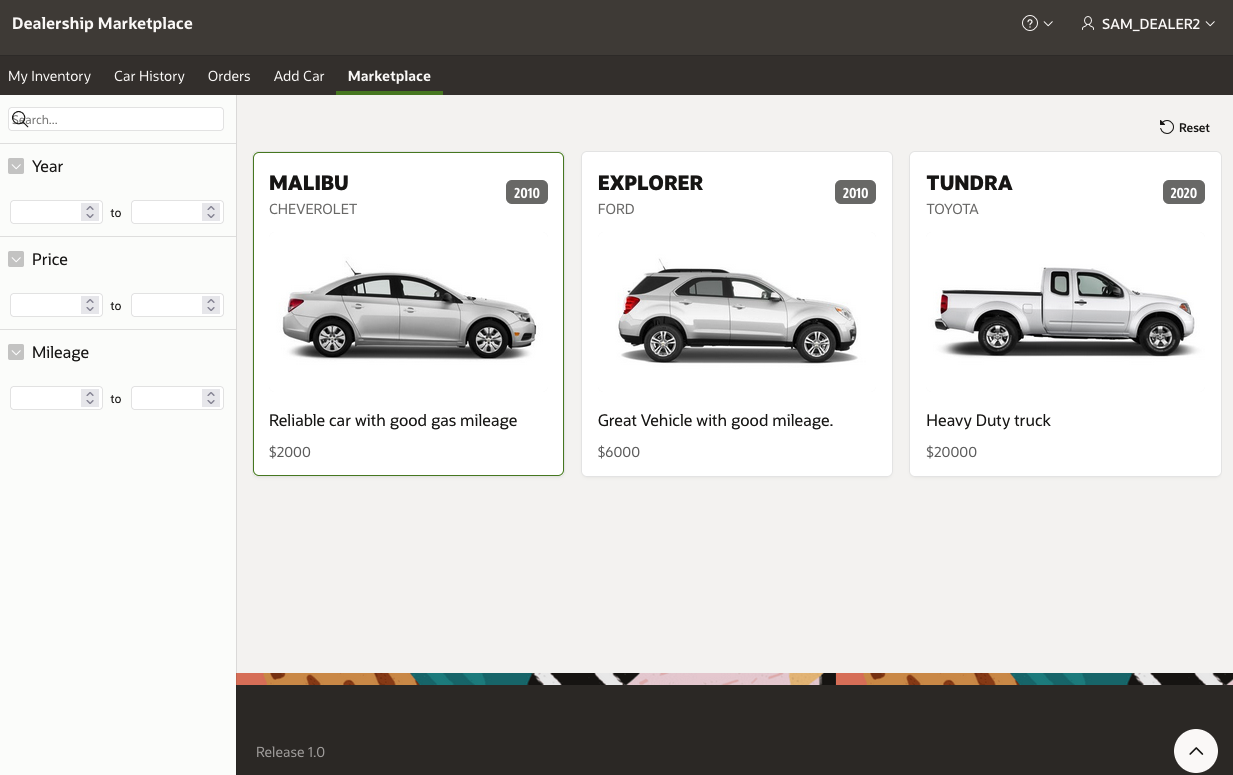 Dealership Marketplace
SAM_DEALER2
My Inventory Car History Orders Add Car Marketplace
Search...
Reset
Year
to
Price
to
Mileage
to
MALIBU
2010
CHEVEROLET
Reliable car with good gas mileage
$2000
EXPLORER
2010
FORD
Great Vehicle with good mileage.
$6000
TUNDRA
2020
TOYOTA
Heavy Duty truck
$20000
Release 1.0